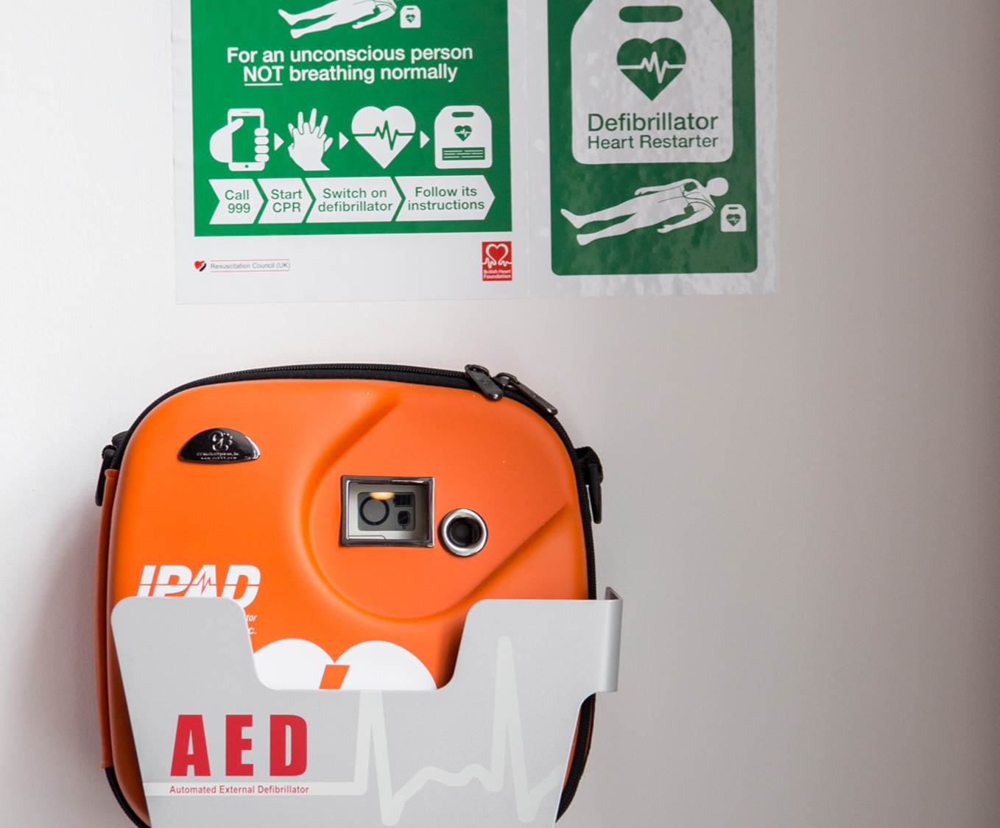 For an unconscious person
NOT breathing normally
Call
999
Start
CPR
Switch on
defibrillator
Follow its
instructions
Resuscitation Council (UK)
British Heart
Foundation
Defibrillator
Heart Restarter
IPAD
tor
c.
AED
Automated External Defibrillator